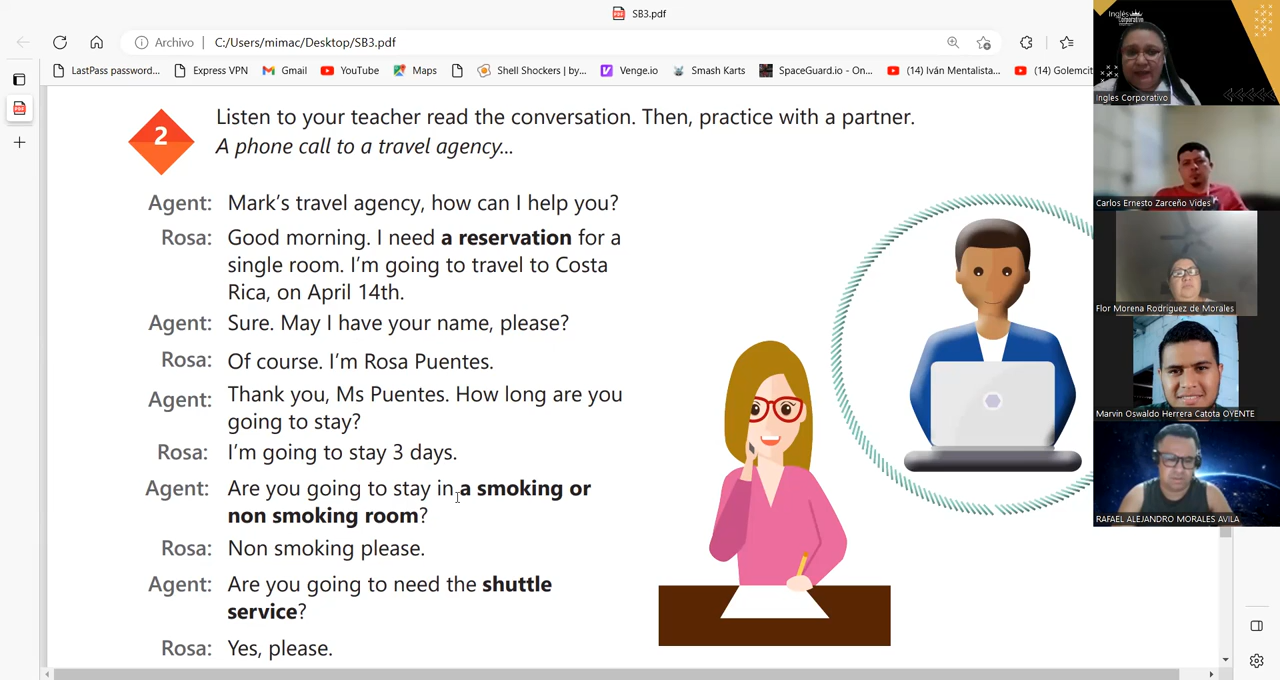 SB3.pdf
Archivo | C:/Users/mimac/Desktop/SB3.pdf
LastPass password... Express VPN Gmail YouTube Maps Shell Shockers | by... Venge.io Smash Karts SpaceGuard.io - On... (14) Iván Mentalista... (14) Golemcit
2 Listen to your teacher read the conversation. Then, practice with a partner.
A phone call to a travel agency...
Agent: Mark's travel agency, how can I help you?
Rosa: Good morning. I need a reservation for a
single room. I'm going to travel to Costa
Rica, on April 14th.
Agent: Sure. May I have your name, please?
Rosa: Of course. I'm Rosa Puentes.
Agent: Thank you, Ms Puentes. How long are you
going to stay?
Rosa: I'm going to stay 3 days.
Agent: Are you going to stay in a smoking or
non smoking room?
Rosa: Non smoking please.
Agent: Are you going to need the shuttle
service?
Rosa: Yes, please.
Inglés
Corporativo
Ingles Corporativo
Carlos Ernesto Zarceño Vides
Flor Morena Rodriguez de Morales
Marvin Oswaldo Herrera Catota OYENTE
RAFAEL ALEJANDRO MORALES AVILA